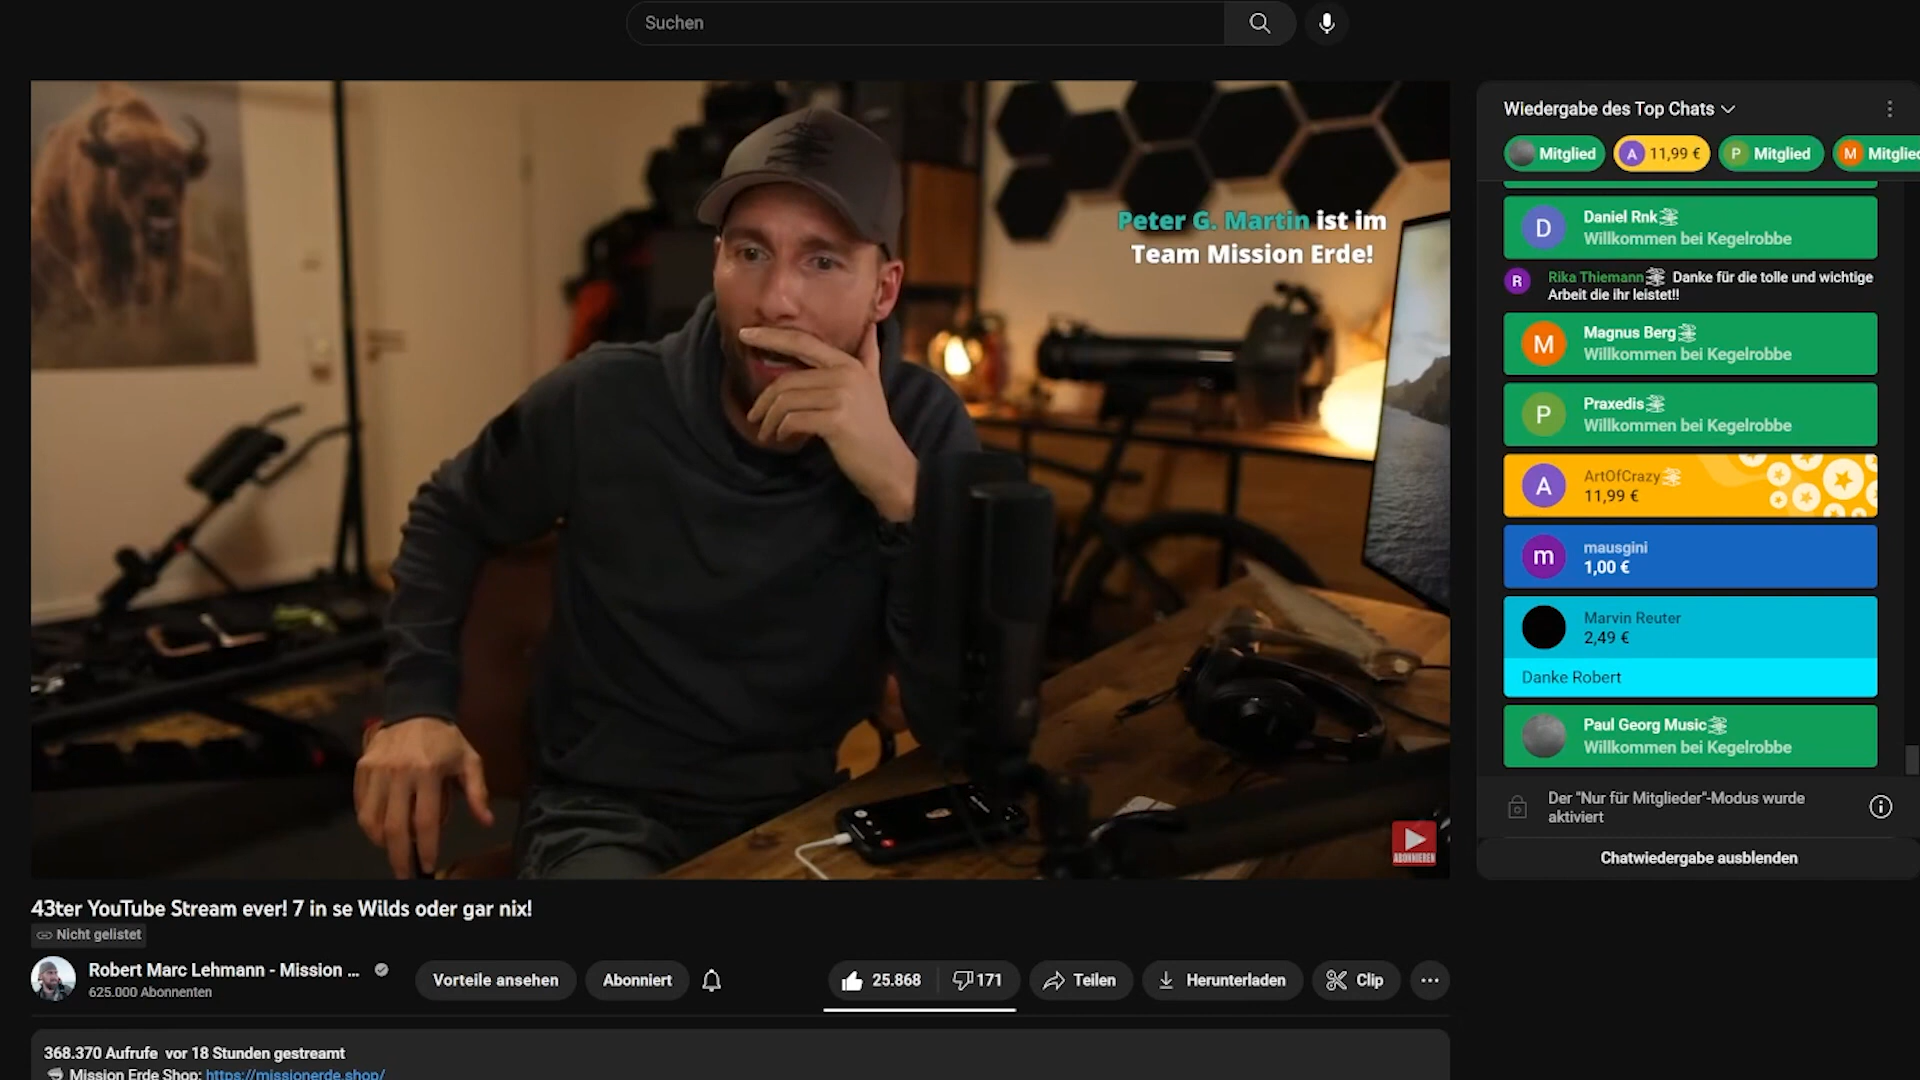 Suchen
Peter G. Martin ist im
Team Mission Erde!
ABONNIEREN
Wiedergabe des Top Chats
Mitglied
A 11,99 €
P Mitglied
M Mitglied
D Daniel Rnk
Willkommen bei Kegelrobbe
R Rika Thiemann Danke für die tolle und wichtige
Arbeit die ihr leistet!!
M Magnus Berg
Willkommen bei Kegelrobbe
P Praxedis
Willkommen bei Kegelrobbe
A ArtOfCrazy
11,99 €
m mausgini
1,00 €
Marvin Reuter
2,49 €
Danke Robert
Paul Georg Music
Willkommen bei Kegelrobbe
Der "Nur für Mitglieder"-Modus wurde
aktiviert
Chatwiedergabe ausblenden
43ter YouTube Stream ever! 7 in se Wilds oder gar nix!
Nicht gelistet
Robert Marc Lehmann - Mission ...
625.000 Abonnenten
Vorteile ansehen
Abonniert
25.868
171
Teilen
Herunterladen
Clip
368.370 Aufrufe vor 18 Stunden gestreamt
Mission Erde Shop: https://missionerde.shop/